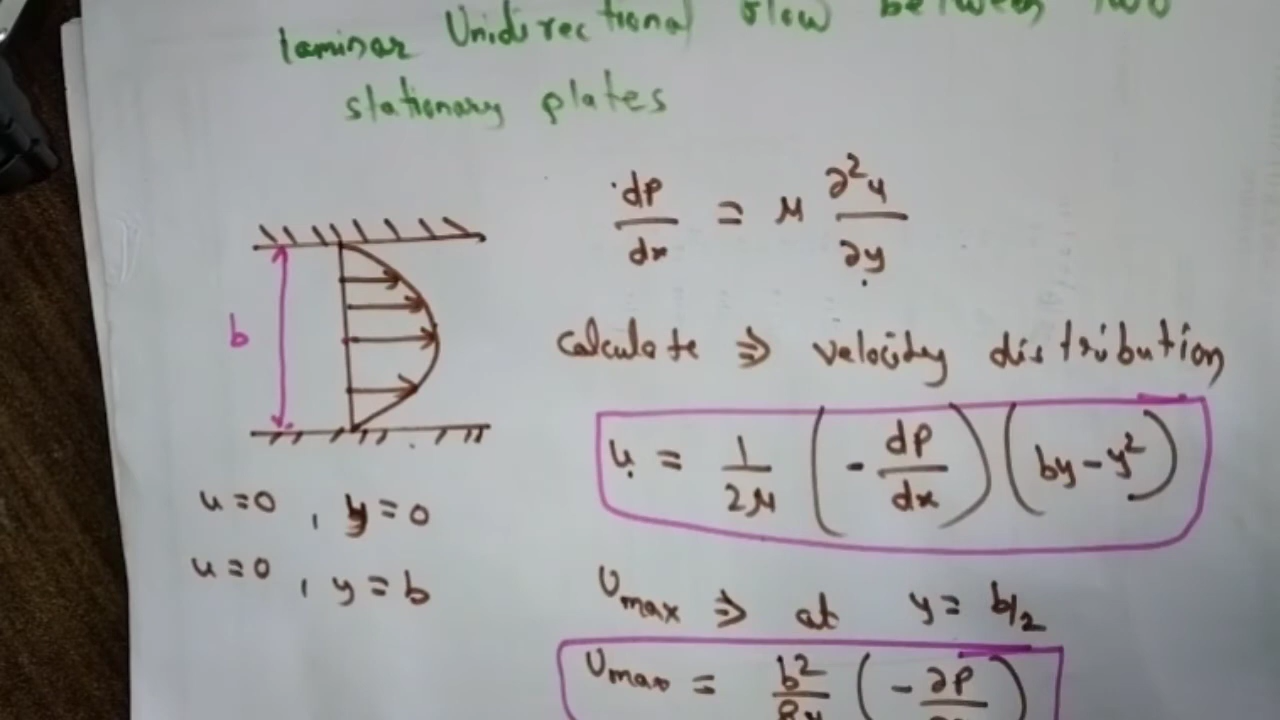 laminar Unidirectional flow between two
stationary plates
dp/dx = μ ∂²u/∂y
b
calculate ⇒ velocity distribution
u = 1/2μ (- dp/dx) (by - y²)
u = 0 , y = 0
u = 0 , y = b
Umax ⇒ at y = b/2
Umax = b²/8μ (- ∂P/